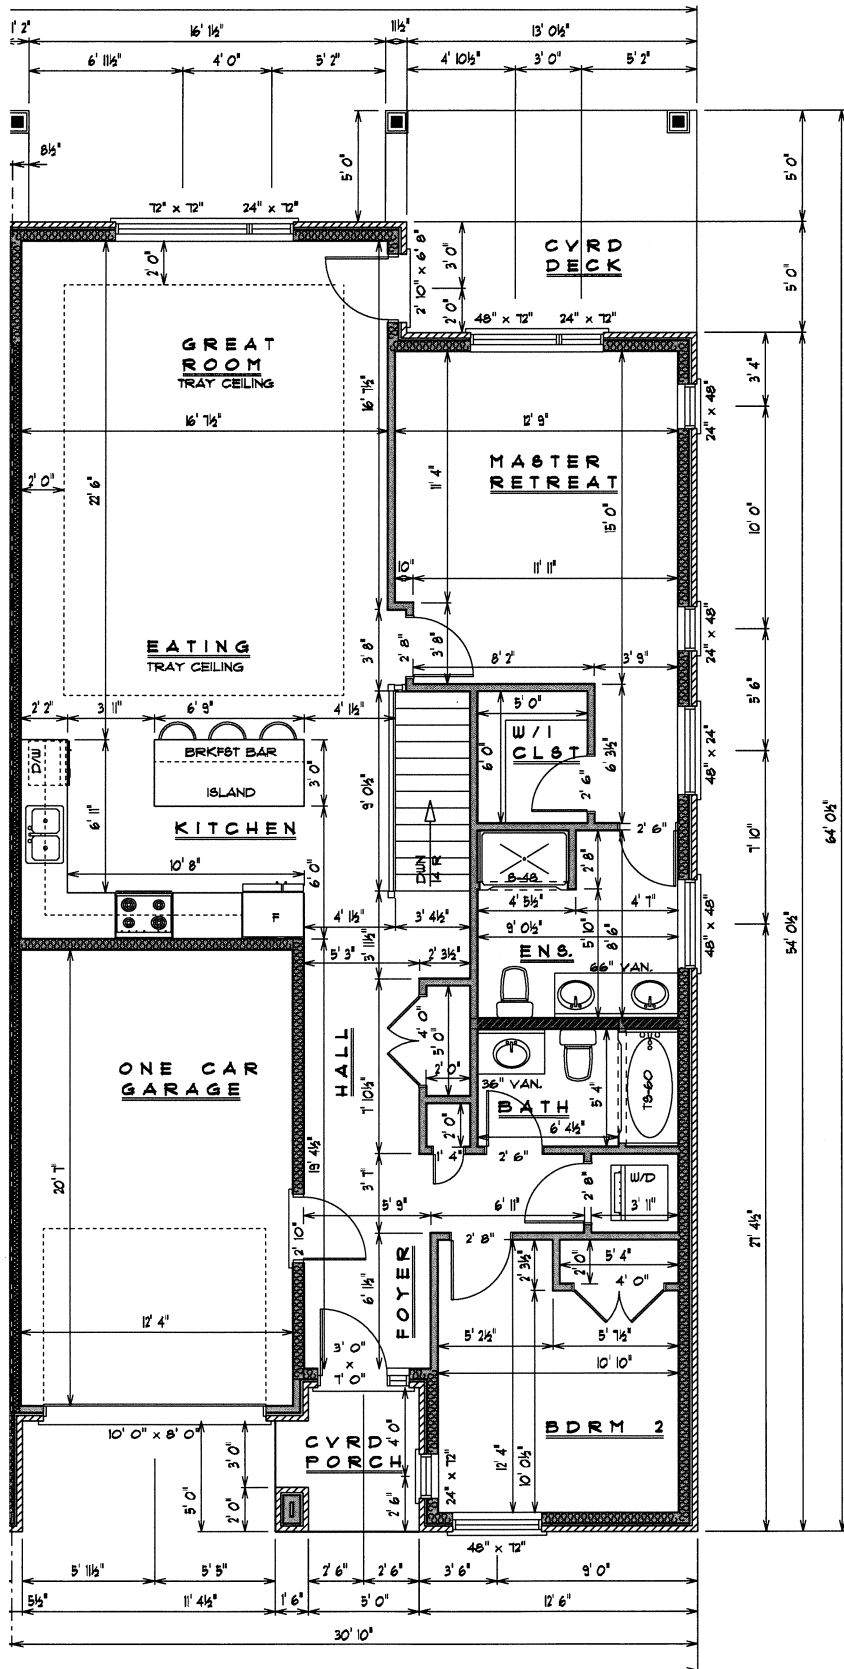 1' 2"
16' 1½"
11½"
13' 0½"
6' 11½"
4' 0"
5' 2"
4' 10½"
3' 0"
5' 2"
8½"
5' 0"
5' 0"
72" x 72"
24" x 72"
2' 0"
2' 10" x 6' 8"
3' 0"
2' 0"
CVRD
DECK
5' 0"
48" x 72"
24" x 72"
GREAT
ROOM
TRAY CEILING
16' 7½"
3' 4"
24" x 48"
16' 7½"
12' 9"
2' 0"
22' 6"
11' 4"
MASTER
RETREAT
15' 0"
10' 0"
10"
11' 11"
EATING
TRAY CEILING
3' 8"
2' 8"
3' 8"
8' 2"
3' 9"
24" x 48"
5' 6"
2' 2"
3' 11"
6' 9"
4' 1½"
5' 0"
W/I
CLST
6' 0"
6' 3½"
48" x 24"
D/W
BRKFST BAR
ISLAND
3' 0"
9' 0½"
2' 6"
6' 11"
KITCHEN
2' 6"
7' 10"
64' 0½"
10' 8"
6' 0"
DWN
14 R
S-48
2' 8"
F
4' 1½"
3' 4½"
4' 5½"
4' 7"
9' 0½"
5' 10"
8' 6"
48" x 48"
54' 0½"
5' 3"
5' 11½"
2' 3½"
ENS.
66" VAN.
ONE CAR
GARAGE
HALL
4' 0"
5' 0"
2' 0"
7' 10½"
36" VAN.
BATH
5' 4"
TS-60
6' 4½"
2' 0"
1' 4"
2' 6"
19' 4½"
20' 7"
3' 7"
2' 8"
W/D
3' 11"
5' 9"
6' 11"
2' 10"
2' 8"
FOYER
6' 1½"
2' 3½"
2' 0"
5' 4"
4' 0"
27' 4½"
12' 4"
3' 0"
x
7' 0"
5' 2½"
5' 7½"
10' 10"
10' 0" x 8' 0"
CVRD
PORCH
4' 0"
BDRM 2
12' 4"
10' 0½"
24" x 72"
3' 0"
5' 0"
2' 0"
2' 6"
48" x 72"
5' 11½"
5' 5"
2' 6"
2' 6"
3' 6"
9' 0"
5½"
11' 4½"
1' 6"
5' 0"
12' 6"
30' 10"